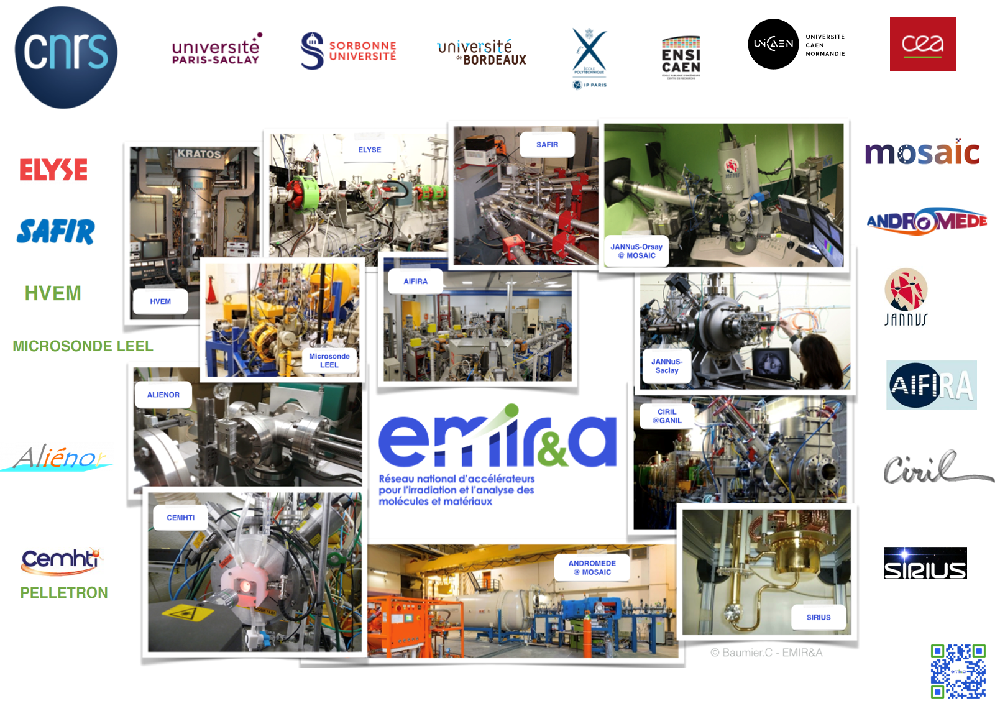 cnrs
université
PARIS-SACLAY
SORBONNE
UNIVERSITÉ
université
de BORDEAUX
ÉCOLE
POLYTECHNIQUE
IP PARIS
ENSI
CAEN
UNICAEN
UNIVERSITÉ
CAEN
NORMANDIE
cea
ELYSE
SAFIR
HVEM
MICROSONDE LEEL
Aliénor
Cemhti
PELLETRON
KRATOS
HVEM
ELYSE
SAFIR
JANNUS
JANNuS-Orsay
@ MOSAIC
Microsonde
LEEL
AIFIRA
JANNuS-
Saclay
ALIENOR
CIRIL
@GANIL
emir&a
Réseau national d'accélérateurs
pour l'irradiation et l'analyse des
molécules et matériaux
CEMHTI
ANDROMEDE
@ MOSAIC
SIRIUS
© Baumier.C - EMIR&A
mosaic
ANDROMEDE
JANNUS
AIFIRA
Ciril
SIRIUS
emir&a